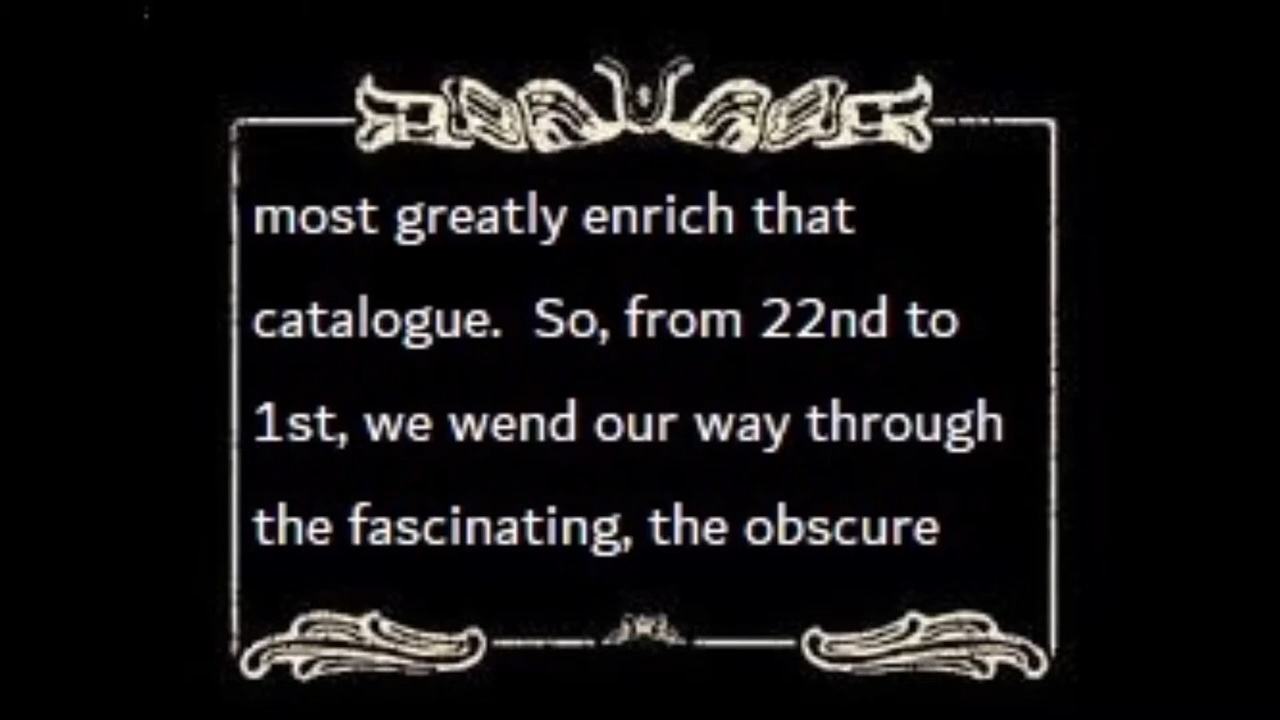 most greatly enrich that
catalogue.  So, from 22nd to
1st, we wend our way through
the fascinating, the obscure